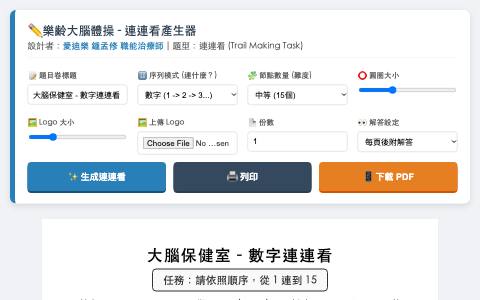 ✏️樂齡大腦體操 - 連連看產生器
設計者：愛迪樂 鍾孟修 職能治療師 | 題型：連連看 (Trail Making Task)
📝 題目卷標題
🔢 序列模式 (連什麼？)
🧩 節點數量 (難度)
⭕ 圓圈大小
大腦保健室 - 數字連連看
數字 (1 -> 2 -> 3...)
中等 (15個)
🖼️ Logo 大小
🖼️ 上傳 Logo
📄 份數
👀 解答設定
Choose File No ...sen
1
每頁後附解答
✨ 生成連連看
🖨️ 列印
📱 下載 PDF
大腦保健室 - 數字連連看
任務：請依照順序，從 1 連到 15